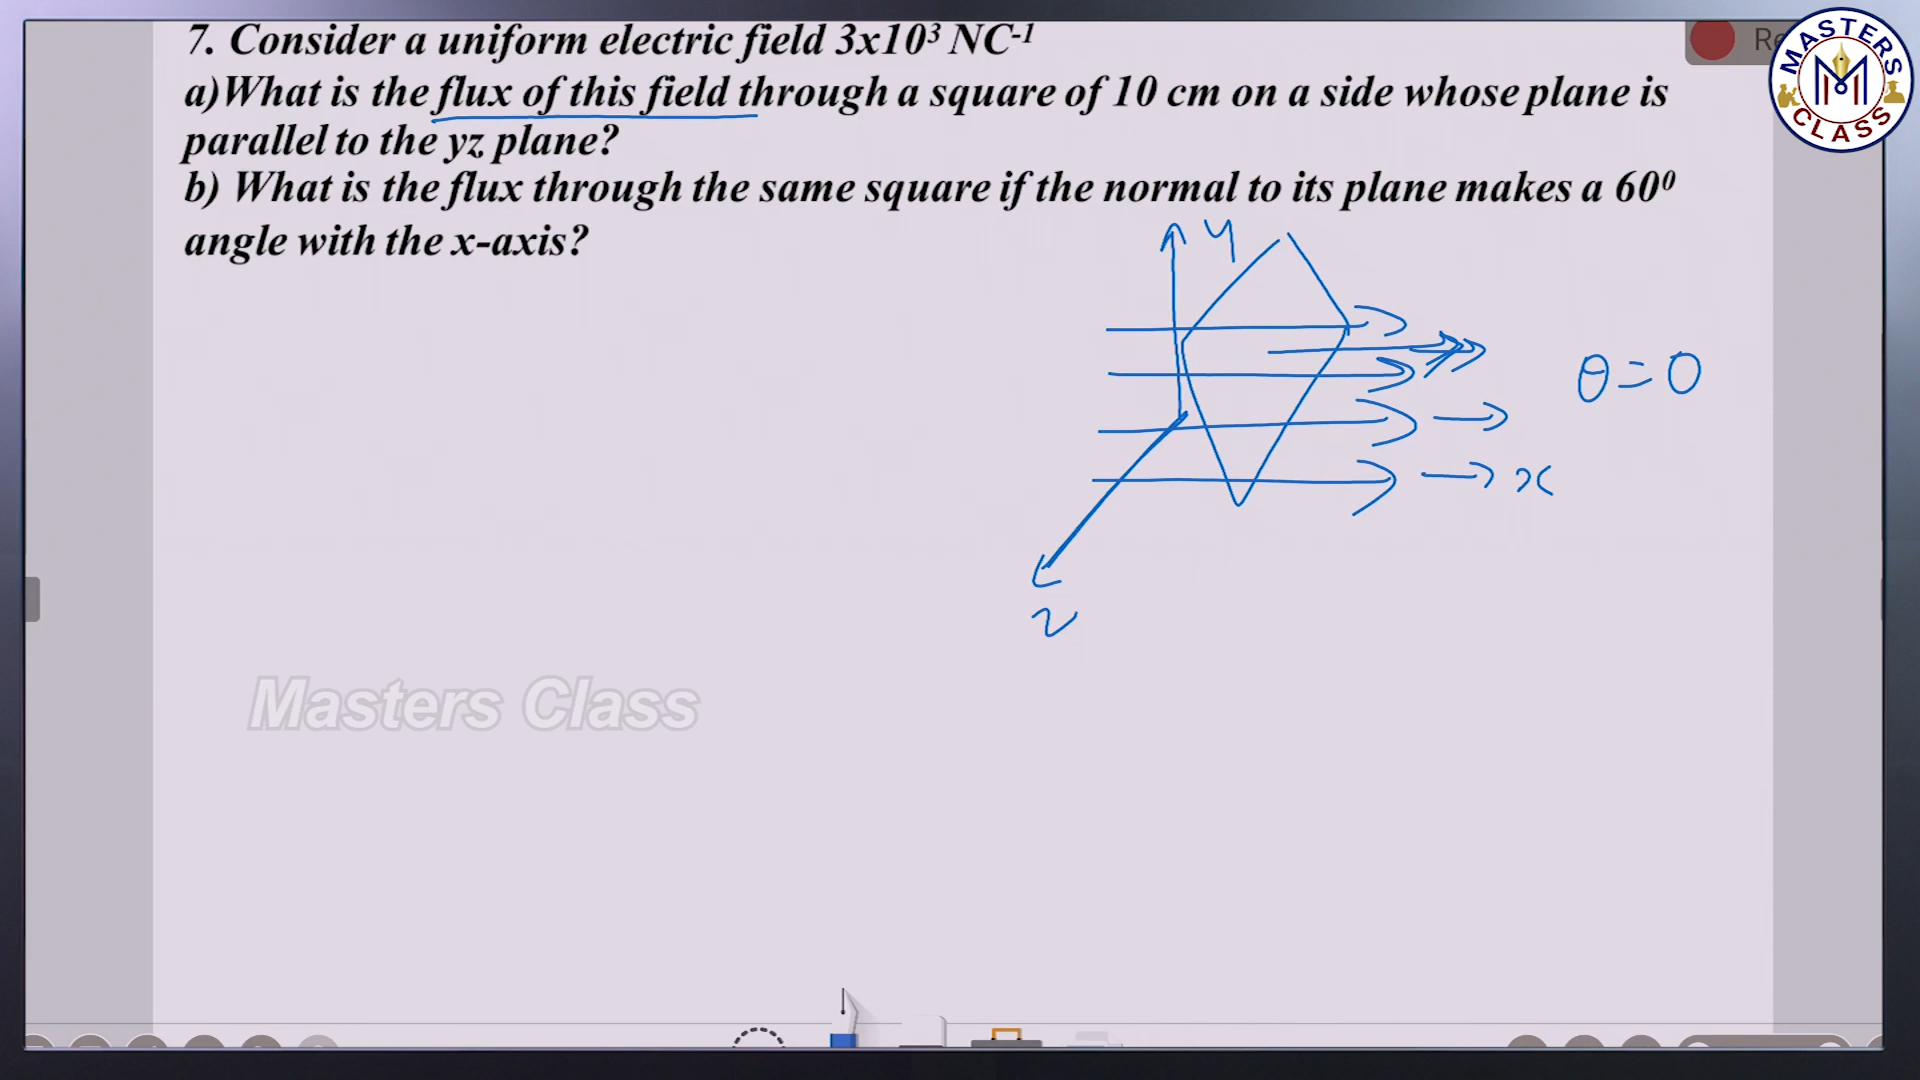 7. Consider a uniform electric field 3x10³ NC⁻¹
a)What is the flux of this field through a square of 10 cm on a side whose plane is
parallel to the yz plane?
b) What is the flux through the same square if the normal to its plane makes a 60⁰
angle with the x-axis?
y
θ=0
x
z
Masters Class
MASTERS
M
CLASS